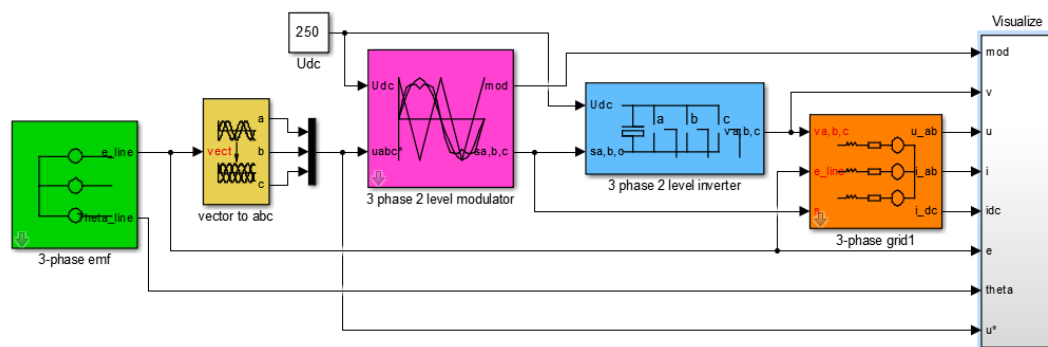 Visualize
250
Udc
Udc
mod
uabc*
sa,b,c
3 phase 2 level modulator
Udc
a
b
c
va,b,c
sa,b,c
3 phase 2 level inverter
e_line
Theta_line
3-phase emf
vect
a
b
c
vector to abc
va,b,c
e_line
s
u_ab
i_ab
i_dc
3-phase grid1
mod
v
u
i
idc
e
theta
u*